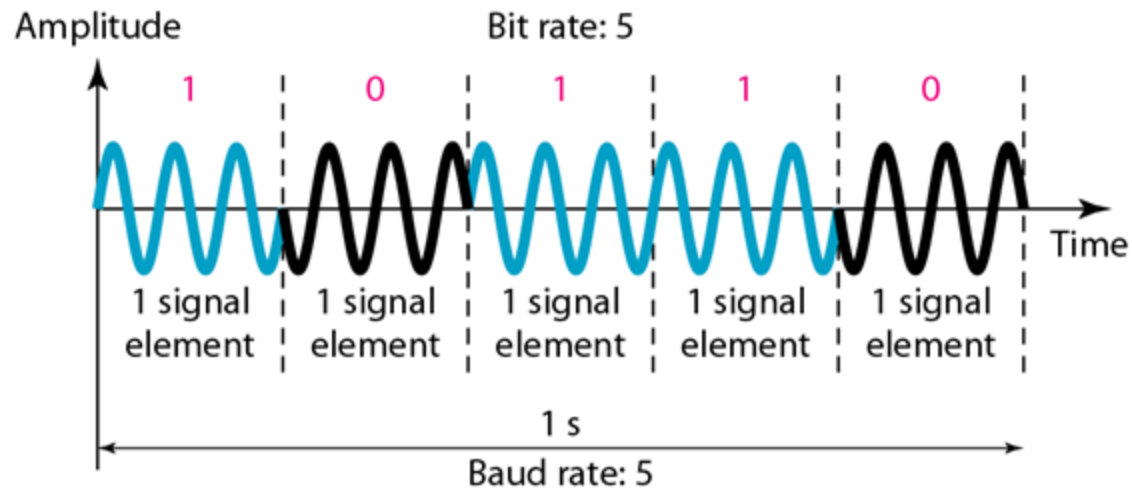 Amplitude
Bit rate: 5
1 0 1 1 0
Time
1 signal 1 signal 1 signal 1 signal 1 signal
element element element element element
1 s
Baud rate: 5